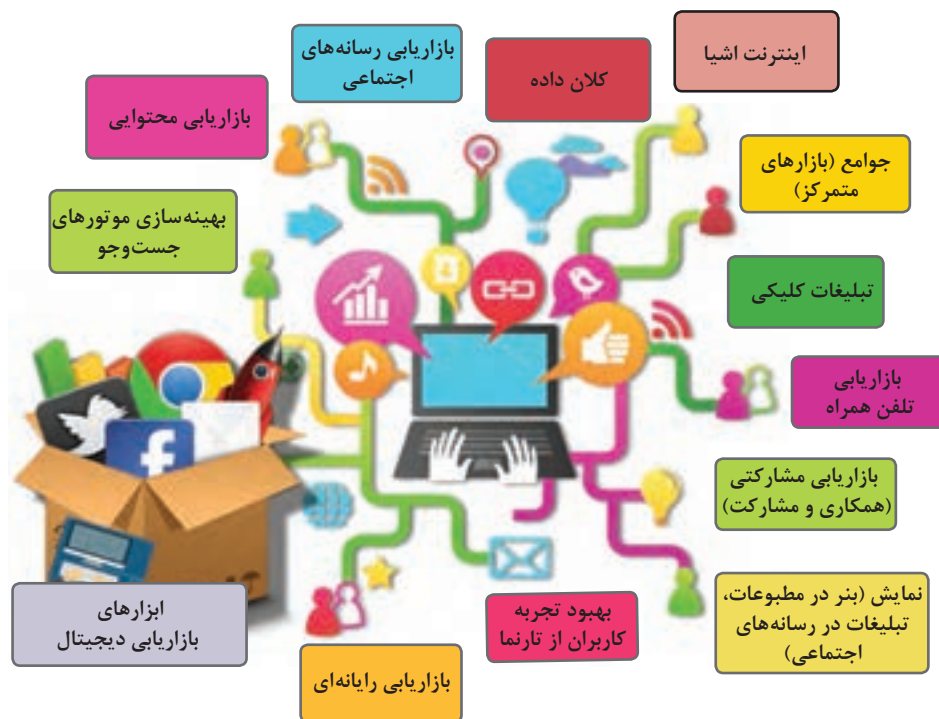 اینترنت اشیا
کلان داده
بازاریابی رسانه‌های
اجتماعی
بازاریابی محتوایی
جوامع (بازارهای
متمرکز)
بهینه‌سازی موتورهای
جست‌وجو
تبلیغات کلیکی
بازاریابی
تلفن همراه
بازاریابی مشارکتی
(همکاری و مشارکت)
نمایش (بنر در مطبوعات،
تبلیغات در رسانه‌های
اجتماعی)
بهبود تجربه
کاربران از تارنما
بازاریابی رایانه‌ای
ابزارهای
بازاریابی دیجیتال